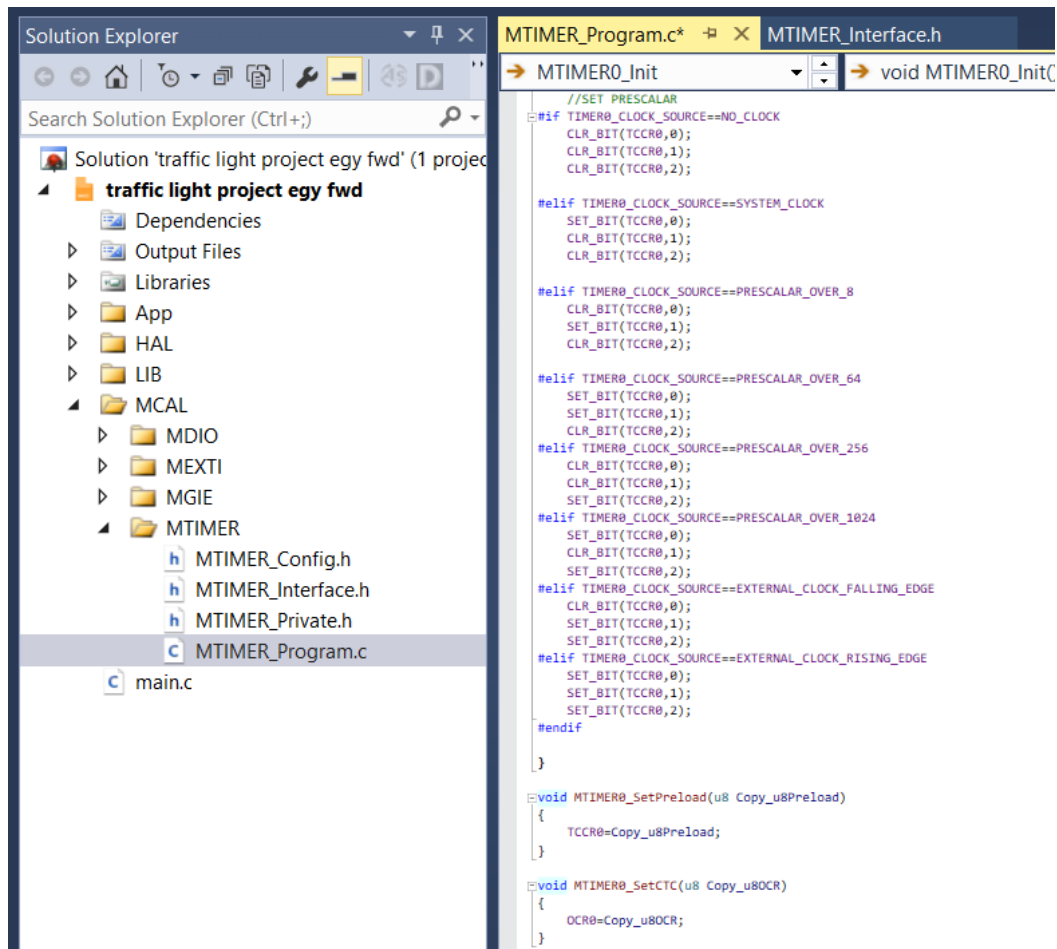 Solution Explorer
Search Solution Explorer (Ctrl+;)
Solution 'traffic light project egy fwd' (1 projec
traffic light project egy fwd
Dependencies
Output Files
Libraries
App
HAL
LIB
MCAL
MDIO
MEXTI
MGIE
MTIMER
MTIMER_Config.h
MTIMER_Interface.h
MTIMER_Private.h
MTIMER_Program.c
main.c
MTIMER_Program.c* MTIMER_Interface.h
MTIMER0_Init void MTIMER0_Init()
//SET PRESCALAR
#if TIMER0_CLOCK_SOURCE==NO_CLOCK
CLR_BIT(TCCR0,0);
CLR_BIT(TCCR0,1);
CLR_BIT(TCCR0,2);
#elif TIMER0_CLOCK_SOURCE==SYSTEM_CLOCK
SET_BIT(TCCR0,0);
CLR_BIT(TCCR0,1);
CLR_BIT(TCCR0,2);
#elif TIMER0_CLOCK_SOURCE==PRESCALAR_OVER_8
CLR_BIT(TCCR0,0);
SET_BIT(TCCR0,1);
CLR_BIT(TCCR0,2);
#elif TIMER0_CLOCK_SOURCE==PRESCALAR_OVER_64
SET_BIT(TCCR0,0);
SET_BIT(TCCR0,1);
CLR_BIT(TCCR0,2);
#elif TIMER0_CLOCK_SOURCE==PRESCALAR_OVER_256
CLR_BIT(TCCR0,0);
CLR_BIT(TCCR0,1);
SET_BIT(TCCR0,2);
#elif TIMER0_CLOCK_SOURCE==PRESCALAR_OVER_1024
SET_BIT(TCCR0,0);
CLR_BIT(TCCR0,1);
SET_BIT(TCCR0,2);
#elif TIMER0_CLOCK_SOURCE==EXTERNAL_CLOCK_FALLING_EDGE
CLR_BIT(TCCR0,0);
SET_BIT(TCCR0,1);
SET_BIT(TCCR0,2);
#elif TIMER0_CLOCK_SOURCE==EXTERNAL_CLOCK_RISING_EDGE
SET_BIT(TCCR0,0);
SET_BIT(TCCR0,1);
SET_BIT(TCCR0,2);
#endif
}
void MTIMER0_SetPreload(u8 Copy_u8Preload)
{
TCCR0=Copy_u8Preload;
}
void MTIMER0_SetCTC(u8 Copy_u8OCR)
{
OCR0=Copy_u8OCR;
}